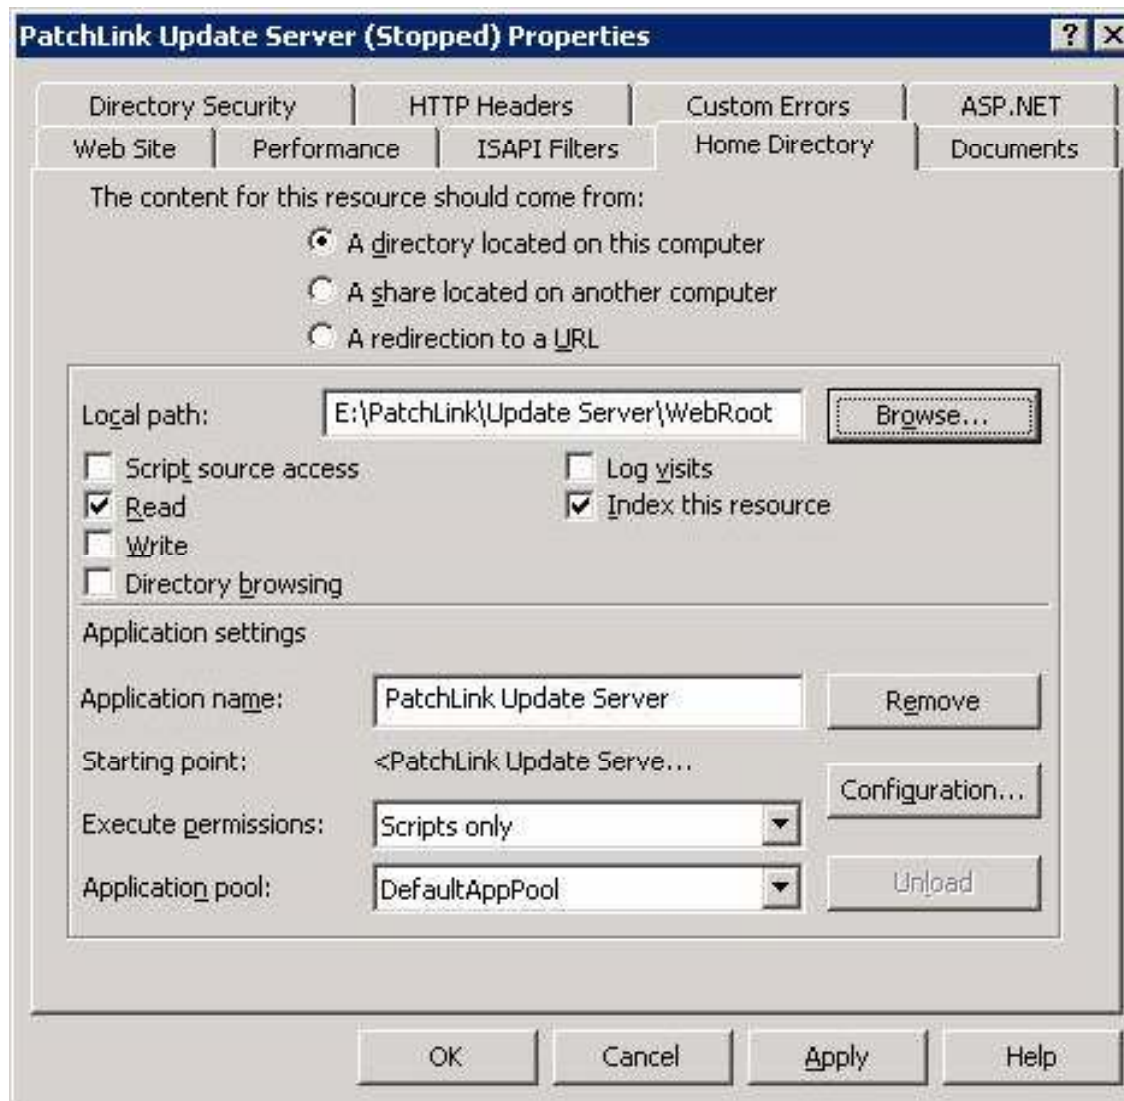 PatchLink Update Server (Stopped) Properties
Directory Security HTTP Headers Custom Errors ASP.NET
Web Site Performance ISAPI Filters Home Directory Documents
The content for this resource should come from:
A directory located on this computer
A share located on another computer
A redirection to a URL
Local path: E:\PatchLink\Update Server\WebRoot Browse...
Script source access Log visits
Read Index this resource
Write
Directory browsing
Application settings
Application name: PatchLink Update Server Remove
Starting point: <PatchLink Update Serve...
Configuration...
Execute permissions: Scripts only
Application pool: DefaultAppPool Unload
OK Cancel Apply Help